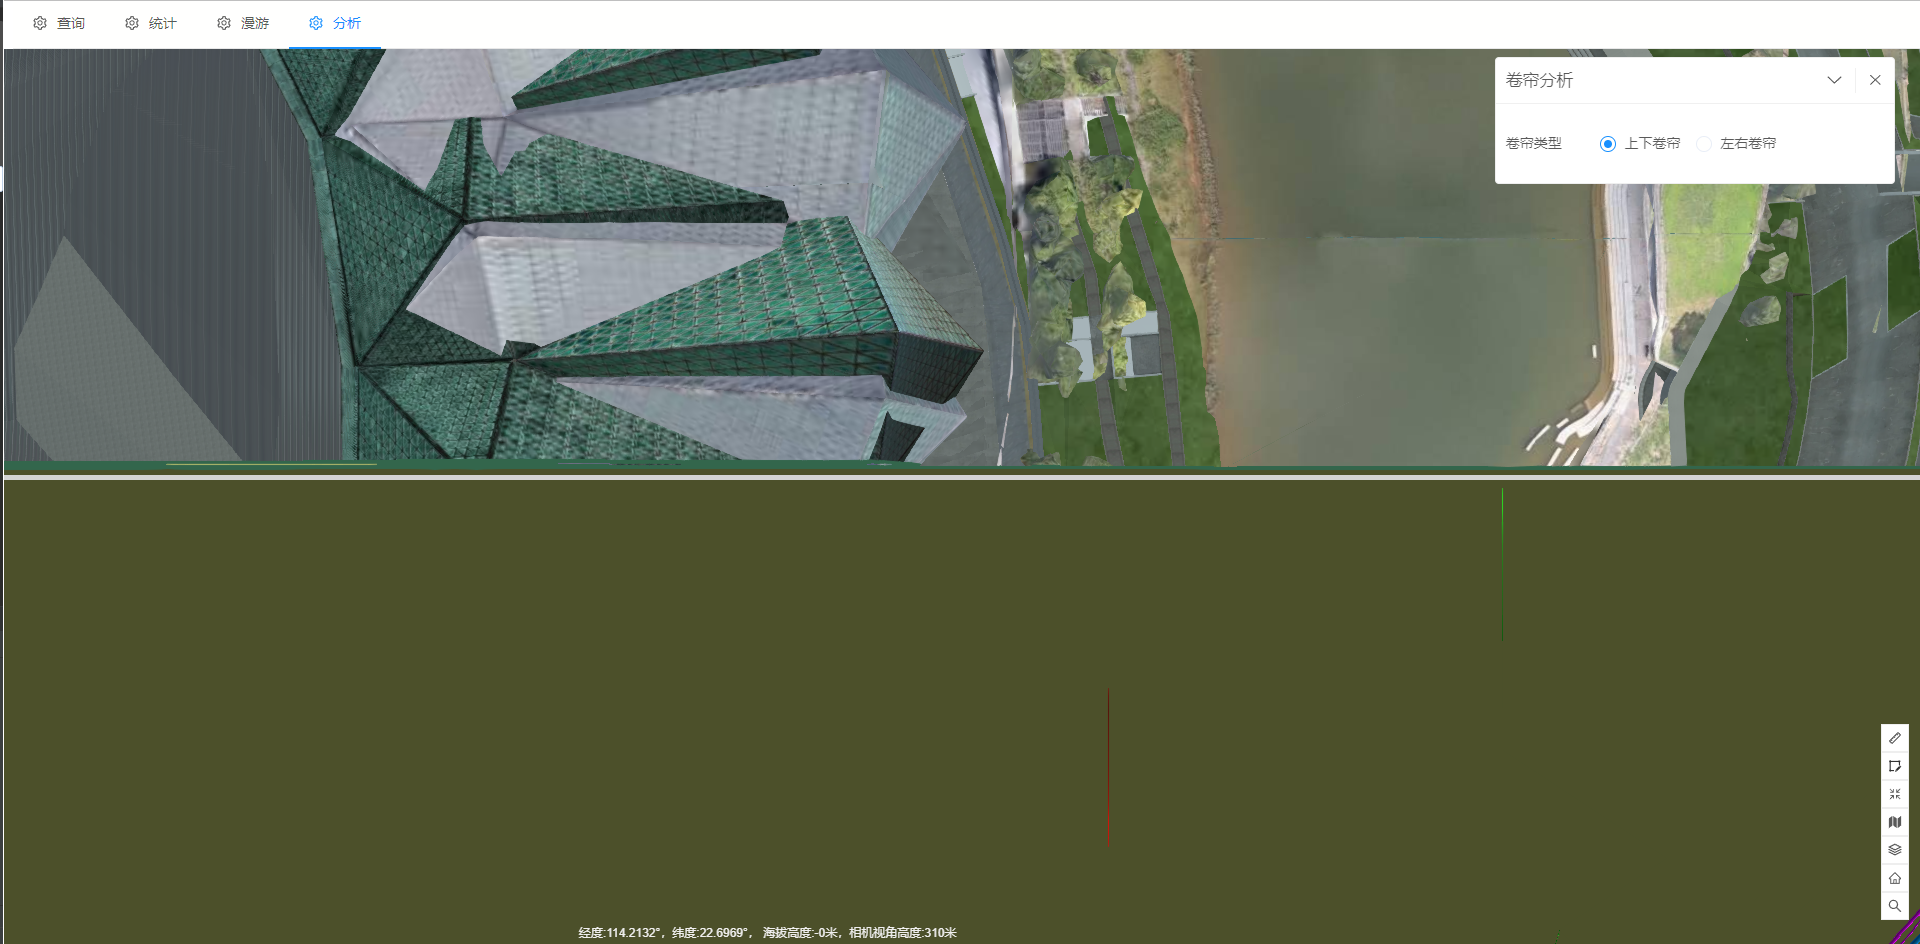 查询 统计 漫游 分析
卷帘分析
卷帘类型 上下卷帘 左右卷帘
经度:114.2132°，纬度:22.6969°， 海拔高度:-0米，相机视角高度:310米